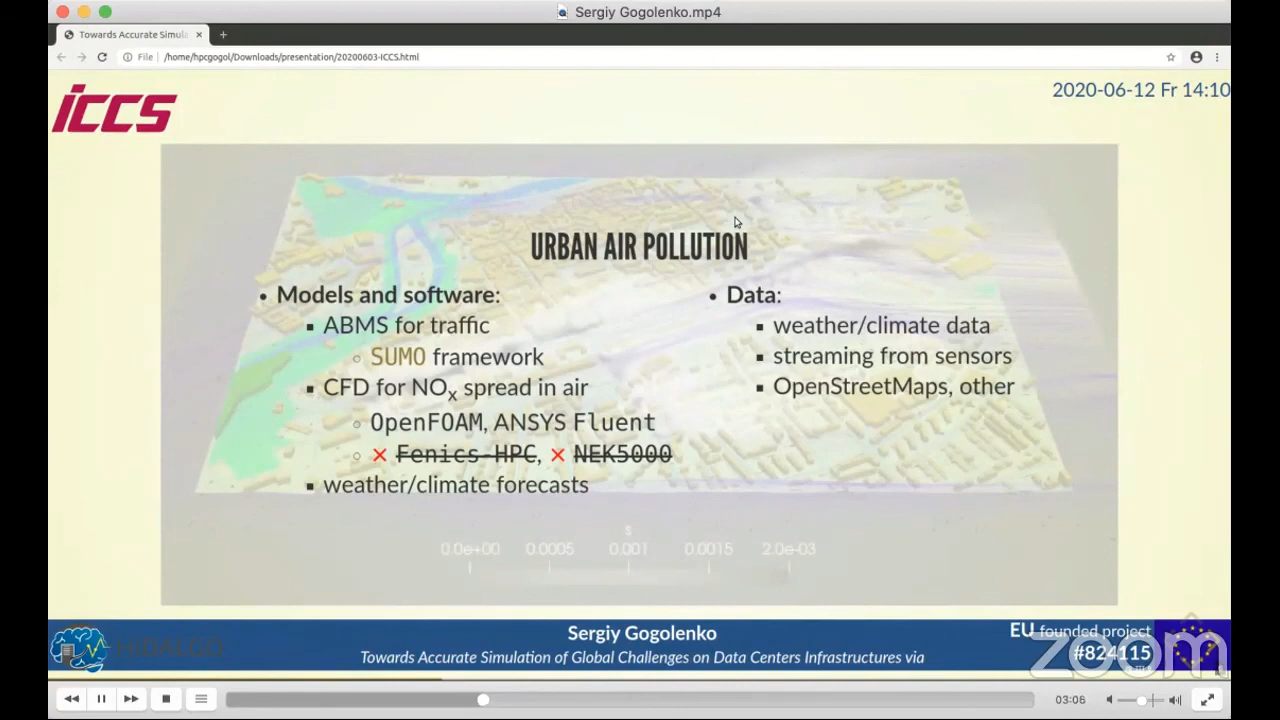 Sergiy Gogolenko.mp4
Towards Accurate Simula
File
/home/hpcgogol/Downloads/presentation/20200603-ICCS.html
iccs
2020-06-12 Fr 14:10
URBAN AIR POLLUTION
• Models and software:
▪ ABMS for traffic
◦ SUMO framework
▪ CFD for NOx spread in air
◦ OpenFOAM, ANSYS Fluent
◦ × Fenics-HPC, × NEK5000
▪ weather/climate forecasts
• Data:
▪ weather/climate data
▪ streaming from sensors
▪ OpenStreetMaps, other
s
0.0e+00 0.0005 0.001 0.0015 2.0e-03
HiDALGO
Sergiy Gogolenko
Towards Accurate Simulation of Global Challenges on Data Centers Infrastructures via
EU founded project
#824115
zoom
03:06